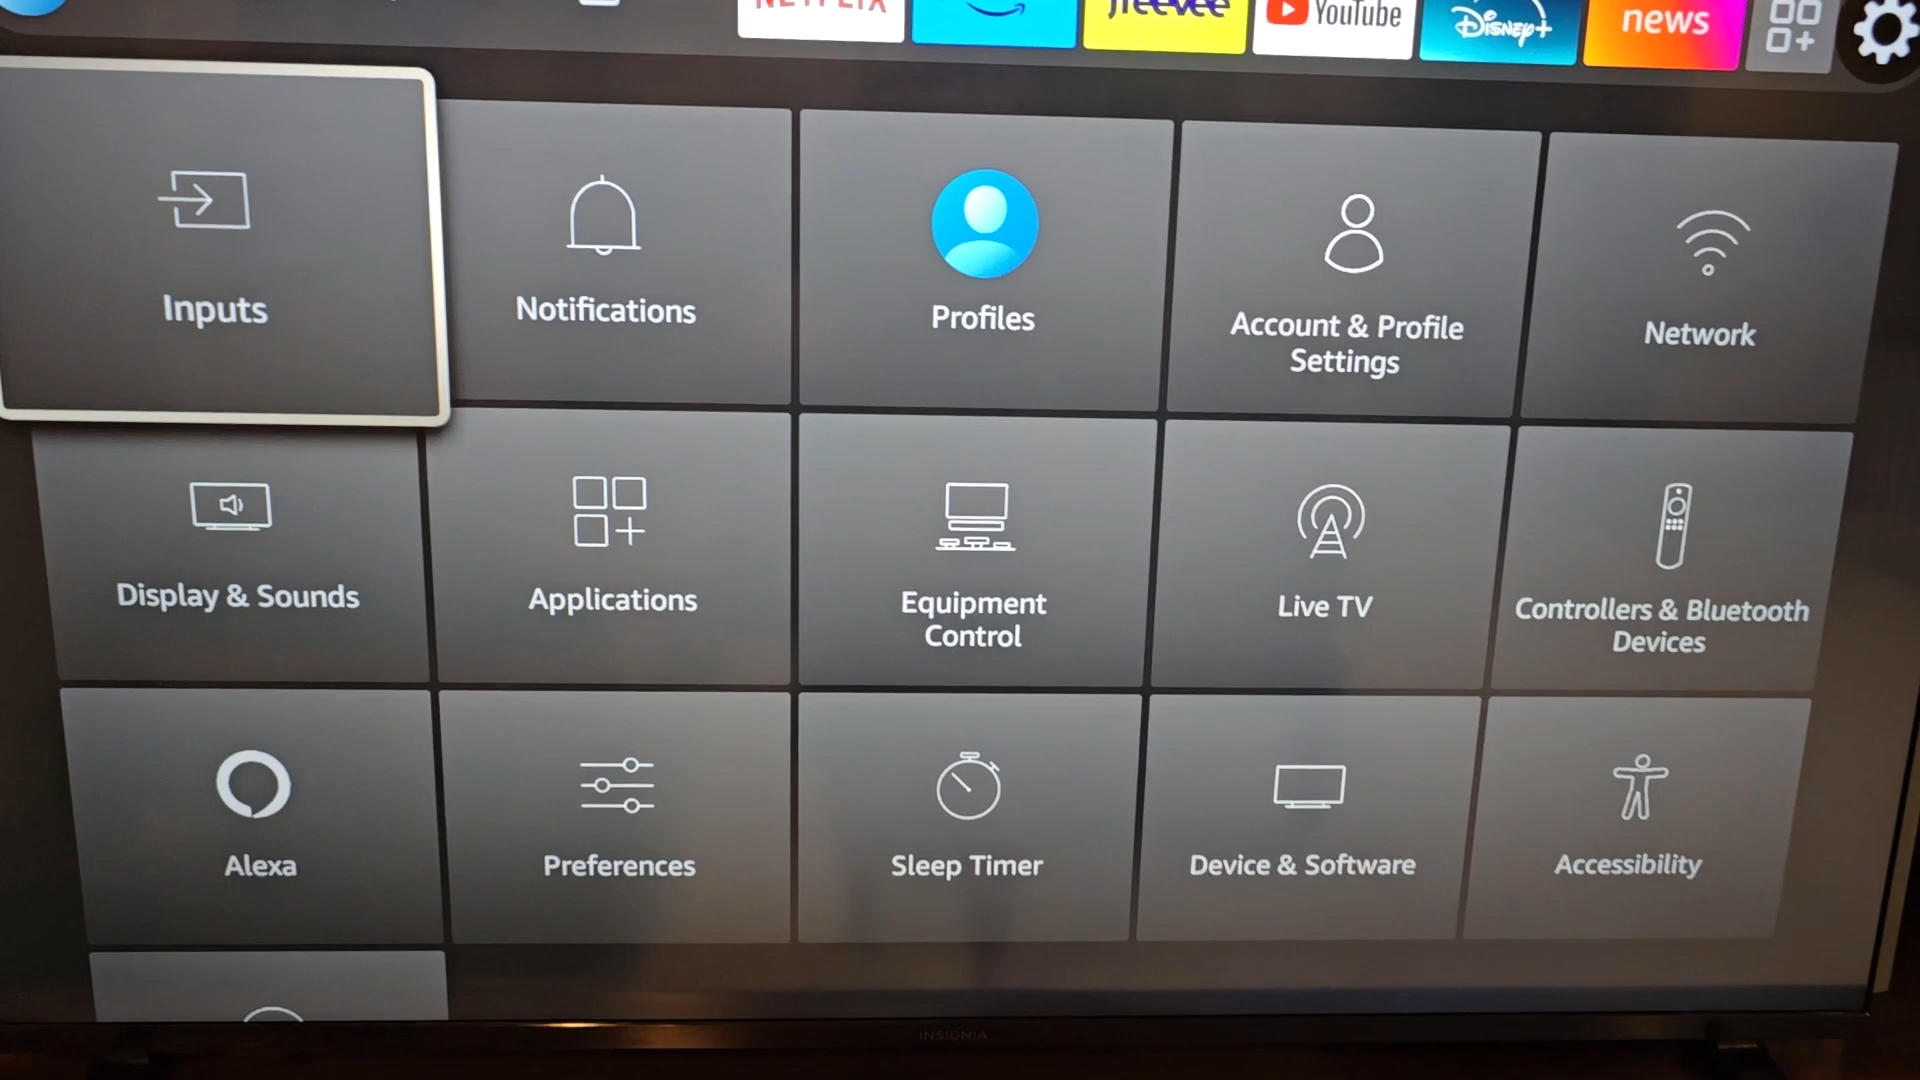 NETFLIX
freevee
YouTube
Disney+
news
Inputs
Notifications
Profiles
Account & Profile
Settings
Network
Display & Sounds
Applications
Equipment
Control
Live TV
Controllers & Bluetooth
Devices
Alexa
Preferences
Sleep Timer
Device & Software
Accessibility
INSIGNIA